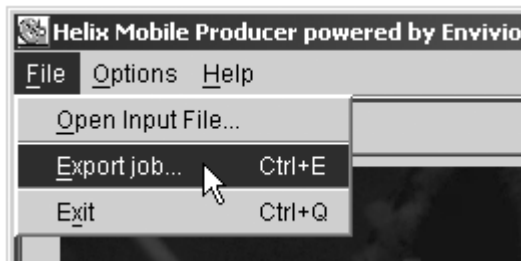 Helix Mobile Producer powered by Envivio
File Options Help
Open Input File...
Export job... Ctrl+E
Exit Ctrl+Q